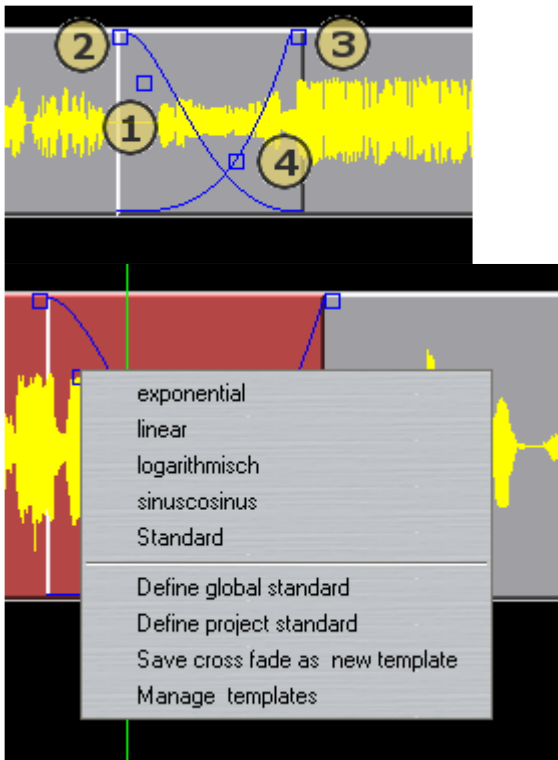 2
3
1
4
exponential
linear
logarithmisch
sinuscosinus
Standard
Define global standard
Define project standard
Save cross fade as new template
Manage templates